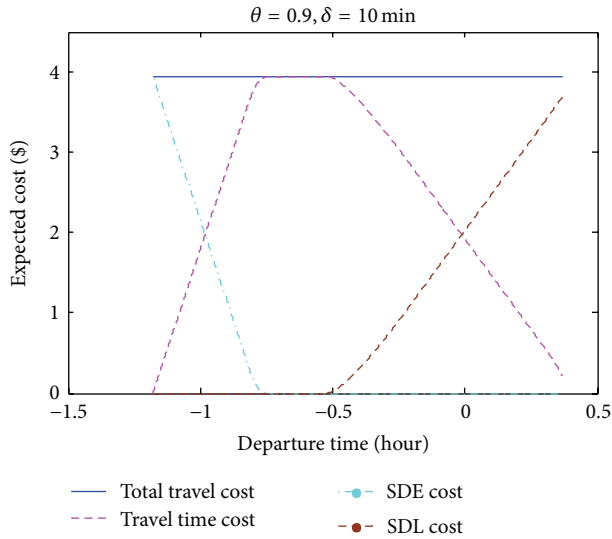 θ = 0.9, δ = 10 min
Expected cost ($)
4
3
2
1
0
−1.5
−1
−0.5
0
0.5
Departure time (hour)
Total travel cost
Travel time cost
SDE cost
SDL cost